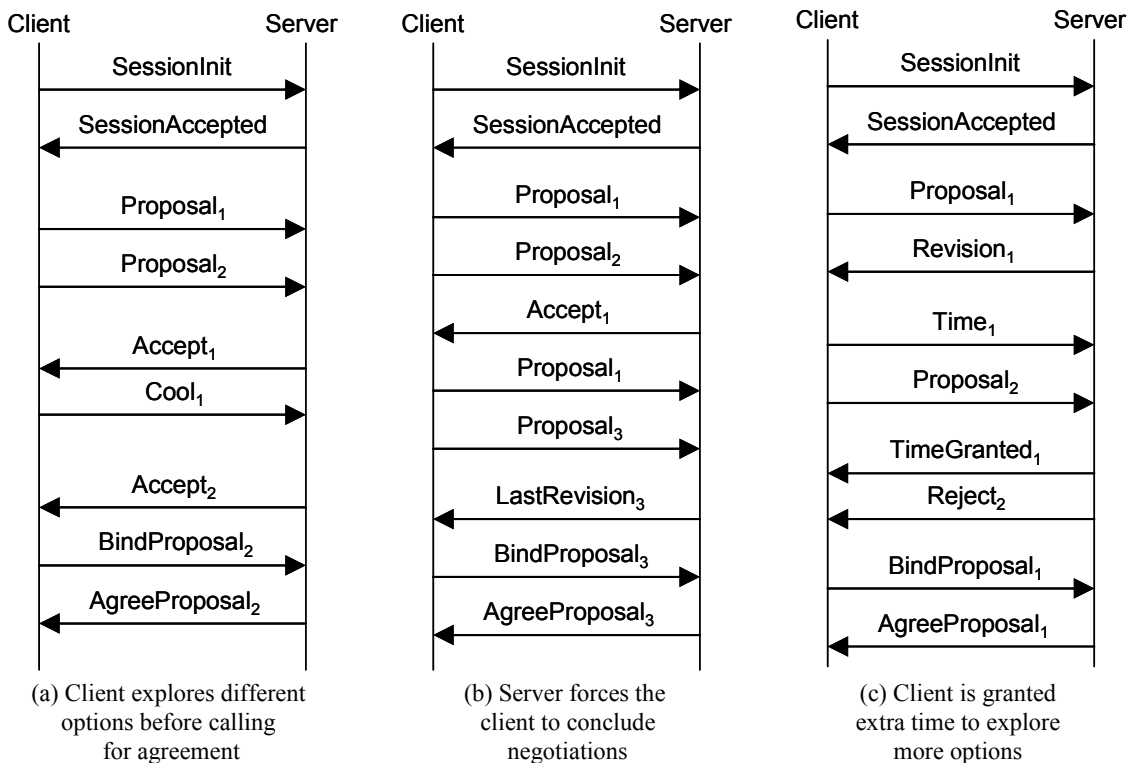 Client Server
SessionInit
SessionAccepted
Proposal1
Proposal2
Accept1
Cool1
Accept2
BindProposal2
AgreeProposal2
(a) Client explores different
options before calling
for agreement
Client Server
SessionInit
SessionAccepted
Proposal1
Proposal2
Accept1
Proposal1
Proposal3
LastRevision3
BindProposal3
AgreeProposal3
(b) Server forces the
client to conclude
negotiations
Client Server
SessionInit
SessionAccepted
Proposal1
Revision1
Time1
Proposal2
TimeGranted1
Reject2
BindProposal1
AgreeProposal1
(c) Client is granted
extra time to explore
more options